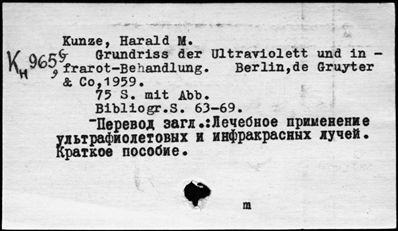 Kunze, Harald M.
Grundriss der Ultraviolett und in-
frarot-Behandlung. Berlin,de Gruyter
& Co,1959.
75 S. mit Abb.
Bibliogr.S. 63-69.
Перевод загл.:Лечебное применение
ультрафиолетовых и инфракрасных лучей.
Краткое пособие.
m